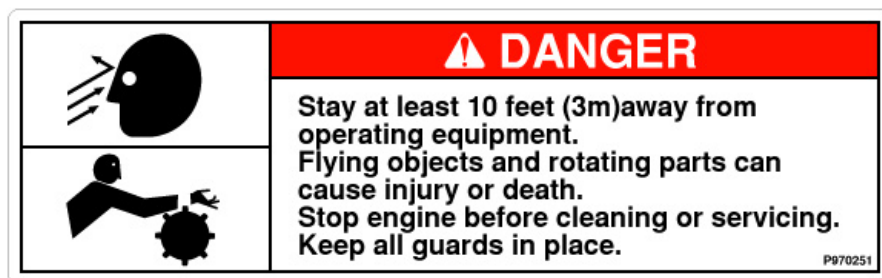 DANGER
Stay at least 10 feet (3m)away from
operating equipment.
Flying objects and rotating parts can
cause injury or death.
Stop engine before cleaning or servicing.
Keep all guards in place.
P970251